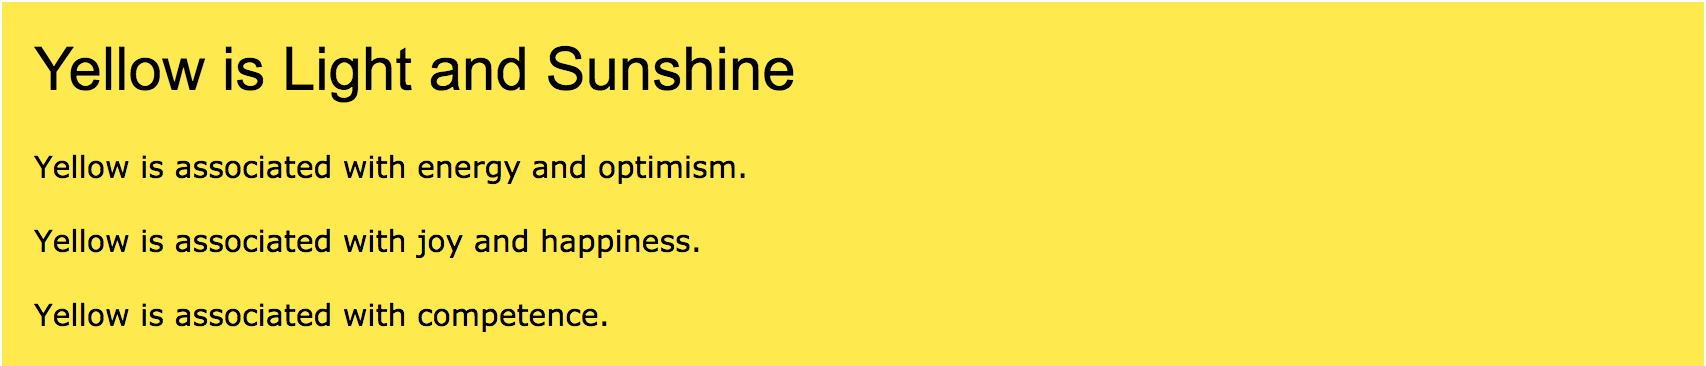 Yellow is Light and Sunshine
Yellow is associated with energy and optimism.
Yellow is associated with joy and happiness.
Yellow is associated with competence.